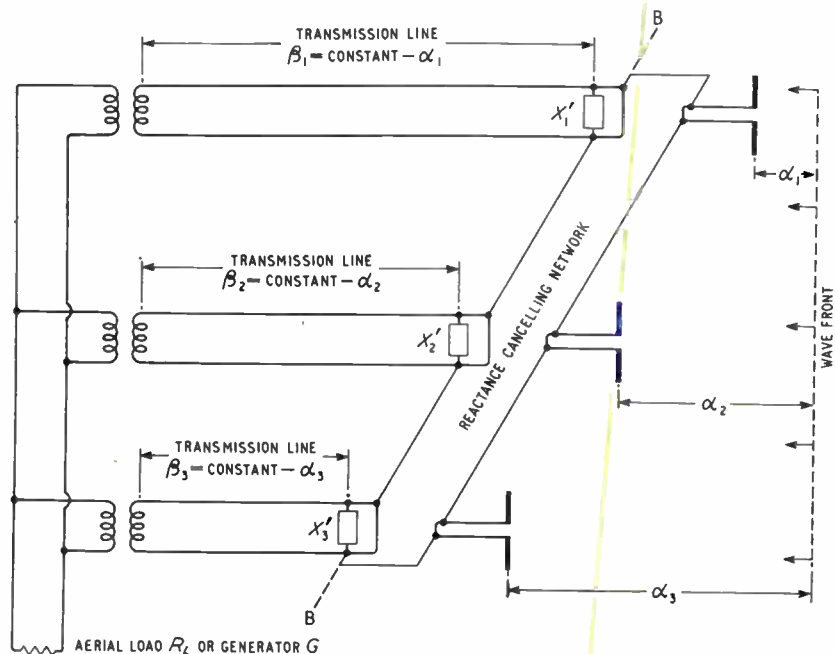 B
TRANSMISSION LINE
β₁ = CONSTANT – α₁
X₁′
α₁
TRANSMISSION LINE
β₂ = CONSTANT – α₂
X₂′
REACTANCE CANCELLING NETWORK
WAVE FRONT
α₂
TRANSMISSION LINE
β₃ = CONSTANT – α₃
X₃′
α₃
B
AERIAL LOAD R_L OR GENERATOR G